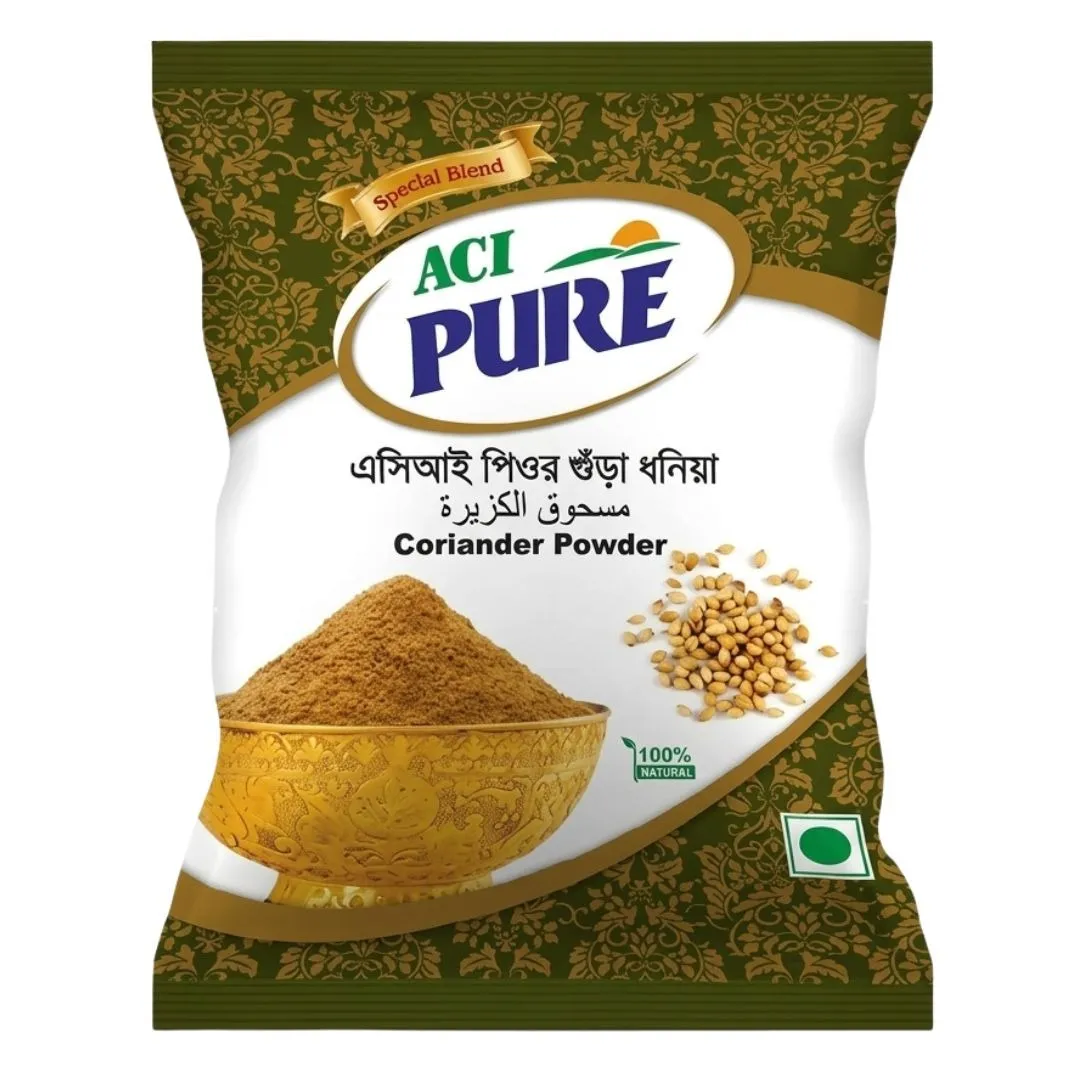 Special Blend
ACI
PURE
এসিআই পিওর গুঁড়া ধনিয়া
مسحوق الكزيرة
Coriander Powder
100%
NATURAL